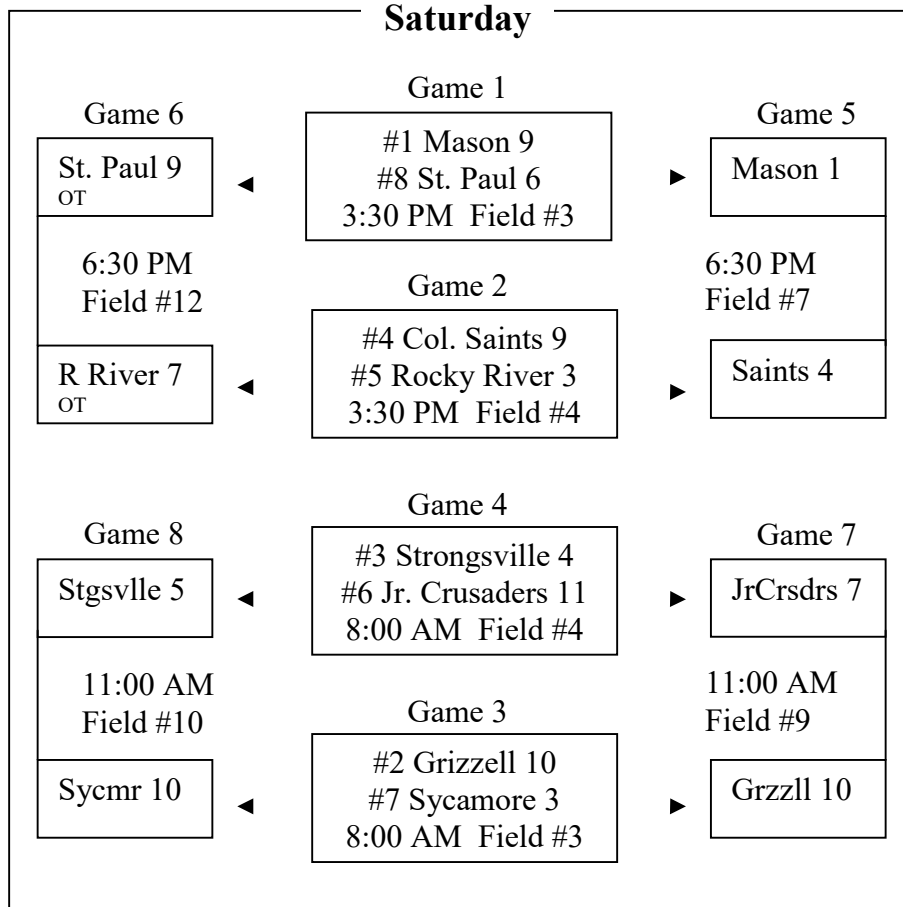 Saturday
Game 1
Game 6
Game 5
#1 Mason 9
#8 St. Paul 6
3:30 PM  Field #3
St. Paul 9
OT
Mason 1
6:30 PM
Field #12
6:30 PM
Field #7
Game 2
#4 Col. Saints 9
#5 Rocky River 3
3:30 PM  Field #4
R River 7
OT
Saints 4
Game 4
Game 8
Game 7
#3 Strongsville 4
#6 Jr. Crusaders 11
8:00 AM  Field #4
Stgsvlle 5
JrCrsdrs 7
11:00 AM
Field #10
11:00 AM
Field #9
Game 3
#2 Grizzell 10
#7 Sycamore 3
8:00 AM  Field #3
Sycmr 10
Grzzll 10